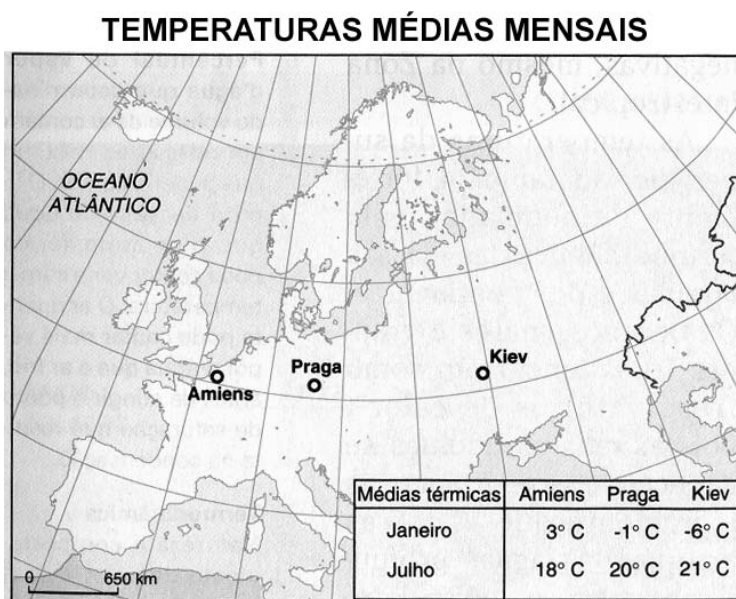 TEMPERATURAS MÉDIAS MENSAIS
OCEANO
ATLÂNTICO
Praga
Kiev
Amiens
Médias térmicas Amiens Praga Kiev
Janeiro 3° C -1° C -6° C
Julho 18° C 20° C 21° C
0 650 km